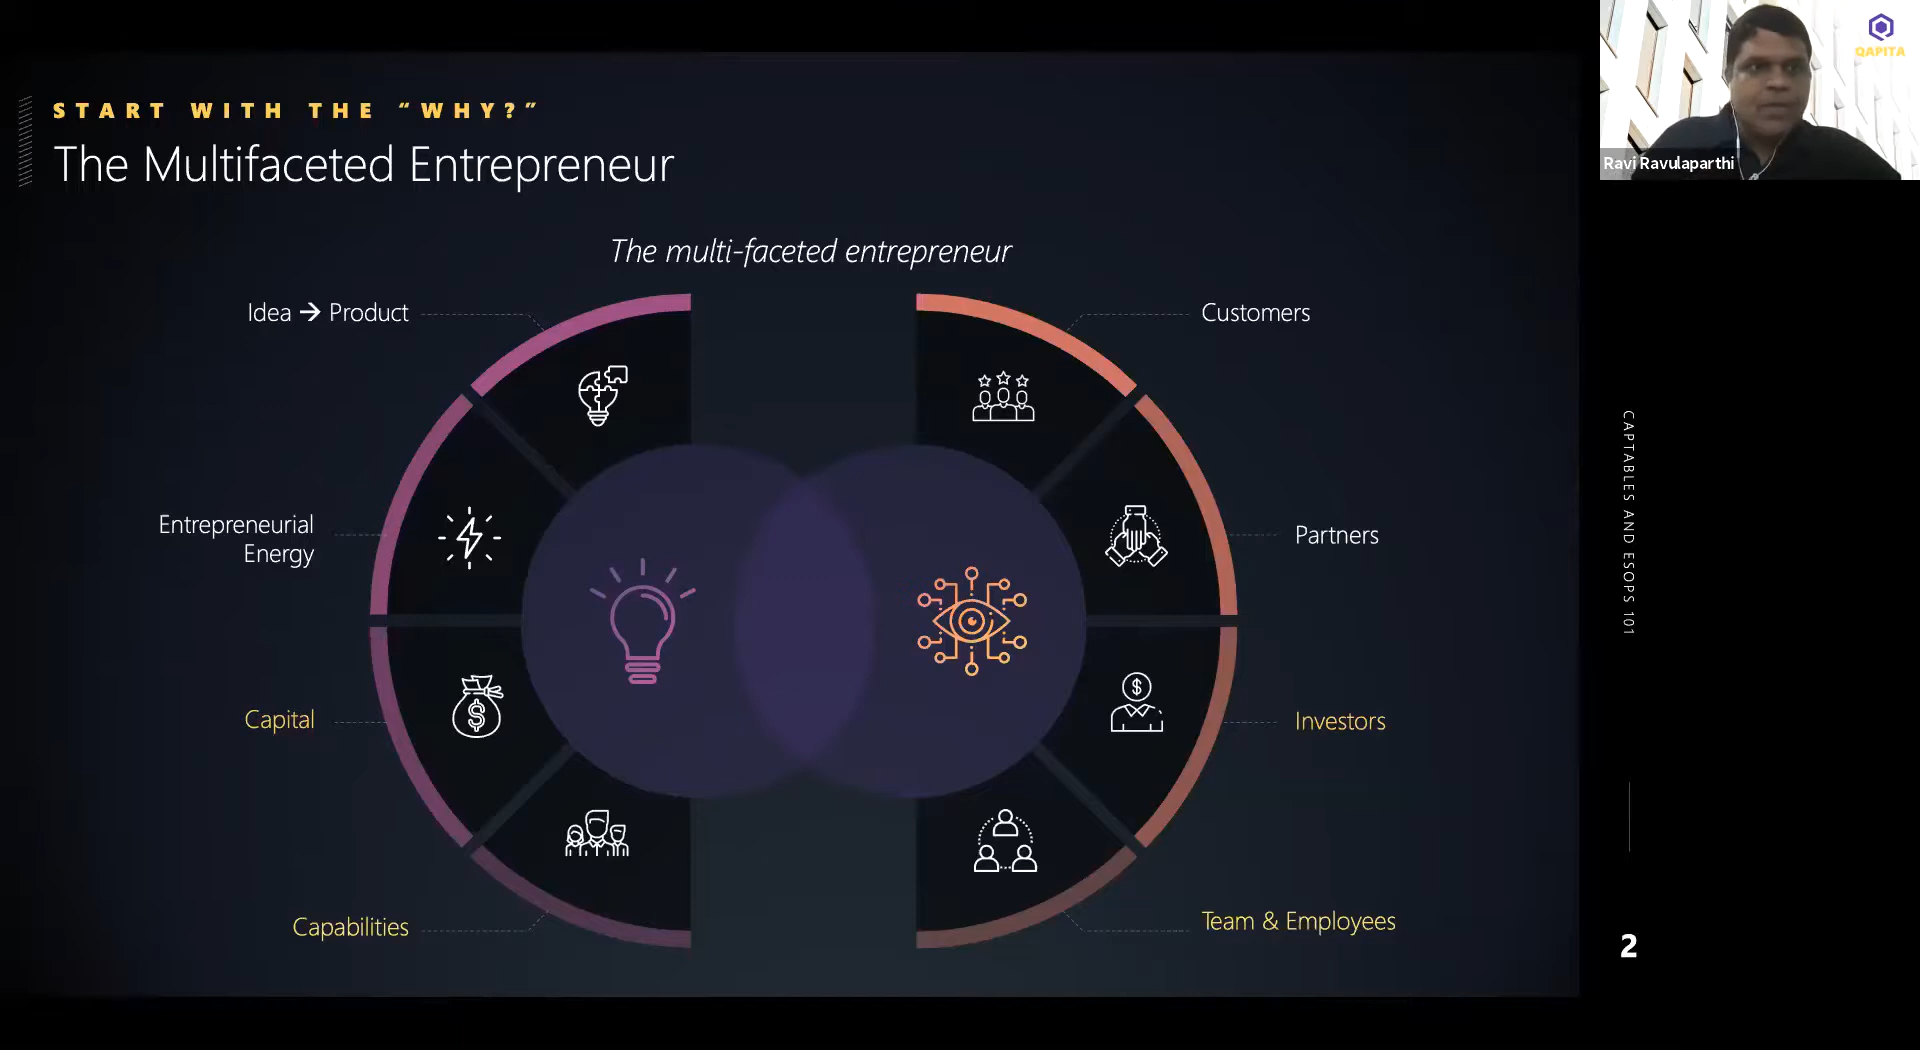 START WITH THE “WHY?”
The Multifaceted Entrepreneur
The multi-faceted entrepreneur
Idea → Product
Entrepreneurial
Energy
Capital
Capabilities
Customers
Partners
Investors
Team & Employees
QAPITA
Ravi Ravulaparthi
CAPTABLES AND ESOPS 101
2